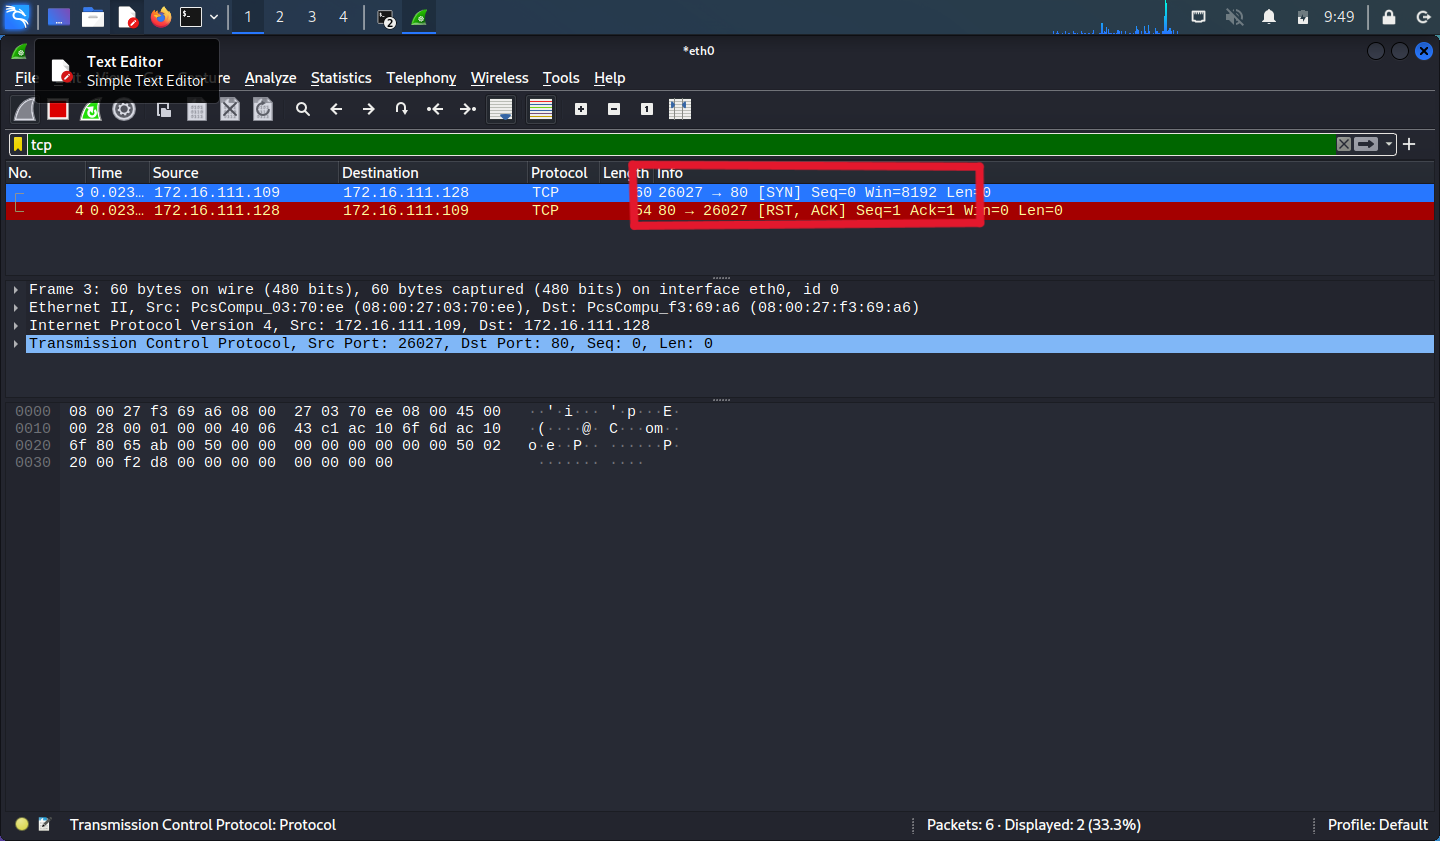 1 2 3 4 2 9:49
*eth0
Text Editor
Simple Text Editor
File Analyze Statistics Telephony Wireless Tools Help
tcp
No. Time Source Destination Protocol Length Info
3 0.023… 172.16.111.109 172.16.111.128 TCP 60 26027 → 80 [SYN] Seq=0 Win=8192 Len=0
4 0.023… 172.16.111.128 172.16.111.109 TCP 54 80 → 26027 [RST, ACK] Seq=1 Ack=1 Win=0 Len=0
Frame 3: 60 bytes on wire (480 bits), 60 bytes captured (480 bits) on interface eth0, id 0
Ethernet II, Src: PcsCompu_03:70:ee (08:00:27:03:70:ee), Dst: PcsCompu_f3:69:a6 (08:00:27:f3:69:a6)
Internet Protocol Version 4, Src: 172.16.111.109, Dst: 172.16.111.128
Transmission Control Protocol, Src Port: 26027, Dst Port: 80, Seq: 0, Len: 0
0000 08 00 27 f3 69 a6 08 00 27 03 70 ee 08 00 45 00 ··'·i··· '·p···E·
0010 00 28 00 01 00 00 40 06 43 c1 ac 10 6f 6d ac 10 ·(····@· C···om··
0020 6f 80 65 ab 00 50 00 00 00 00 00 00 00 00 50 02 o·e··P·· ······P·
0030 20 00 f2 d8 00 00 00 00 00 00 00 00 ······· ····
Transmission Control Protocol: Protocol Packets: 6 · Displayed: 2 (33.3%) Profile: Default